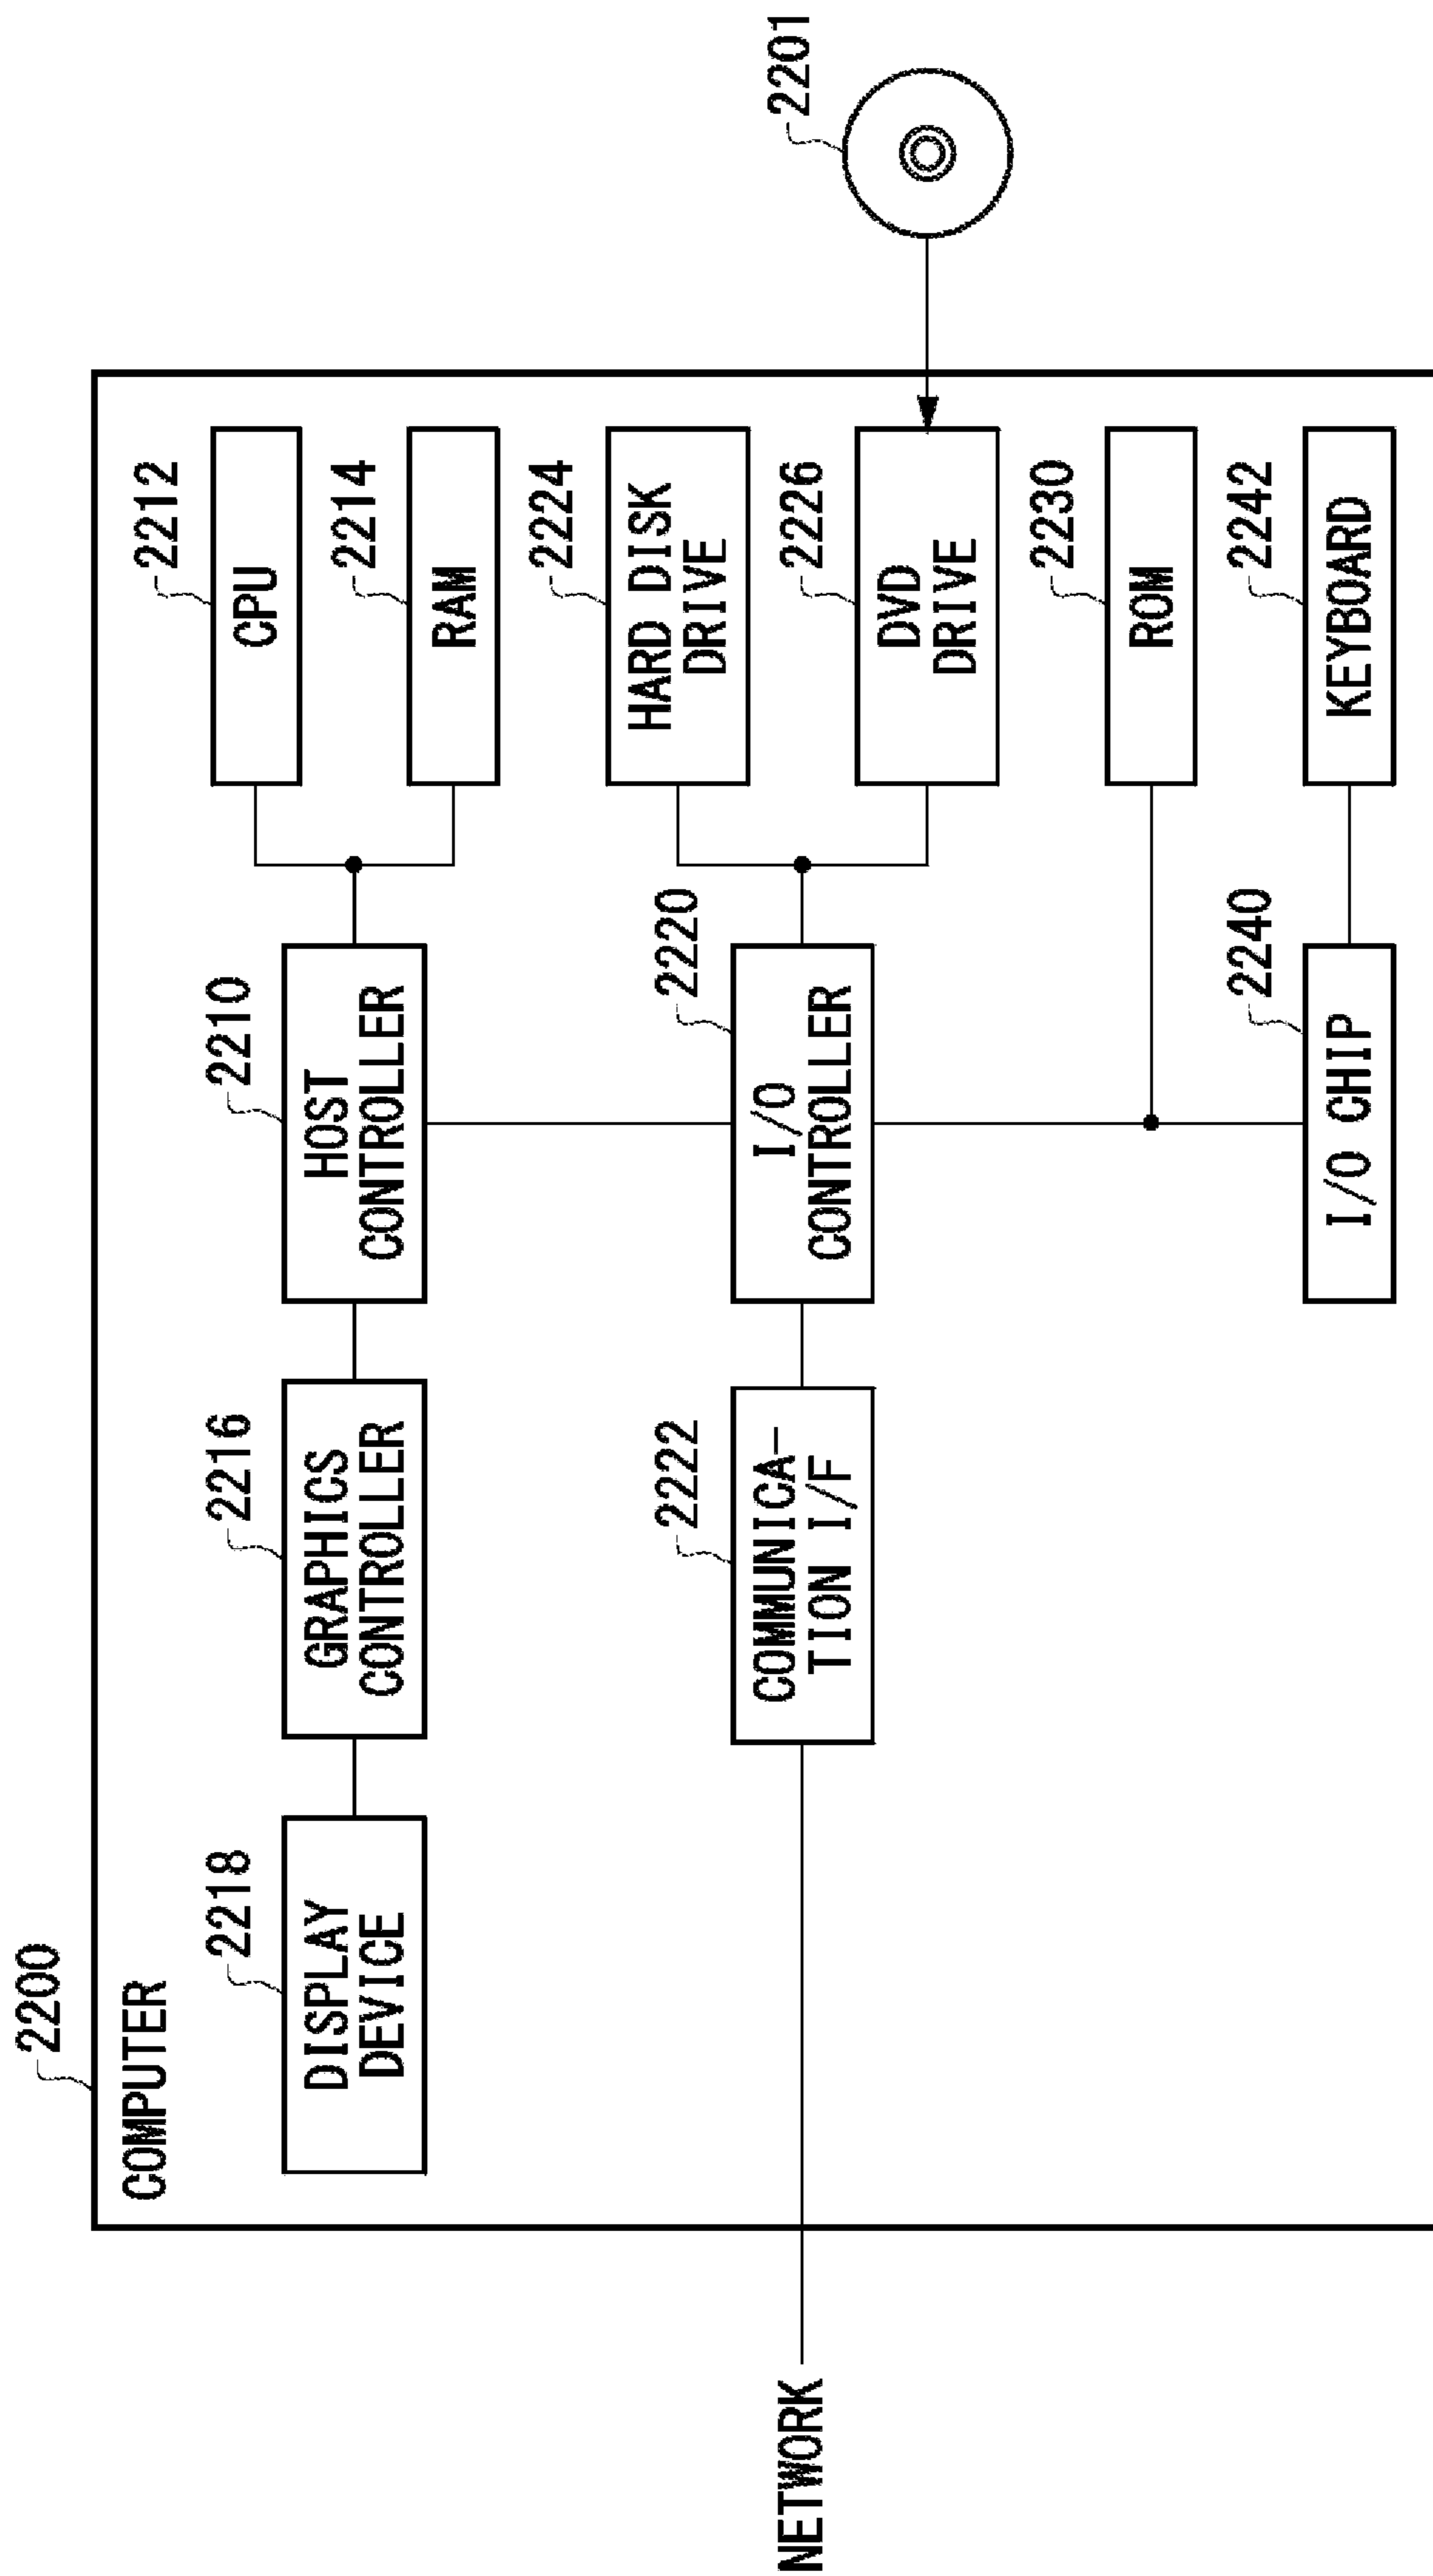 2200
COMPUTER
2218
DISPLAY
DEVICE
2216
GRAPHICS
CONTROLLER
2210
HOST
CONTROLLER
2212
CPU
2214
RAM
NETWORK
2222
COMMUNICA-
TION I/F
2220
I/O
CONTROLLER
2224
HARD DISK
DRIVE
2226
DVD
DRIVE
2201
2230
ROM
2240
I/O CHIP
2242
KEYBOARD